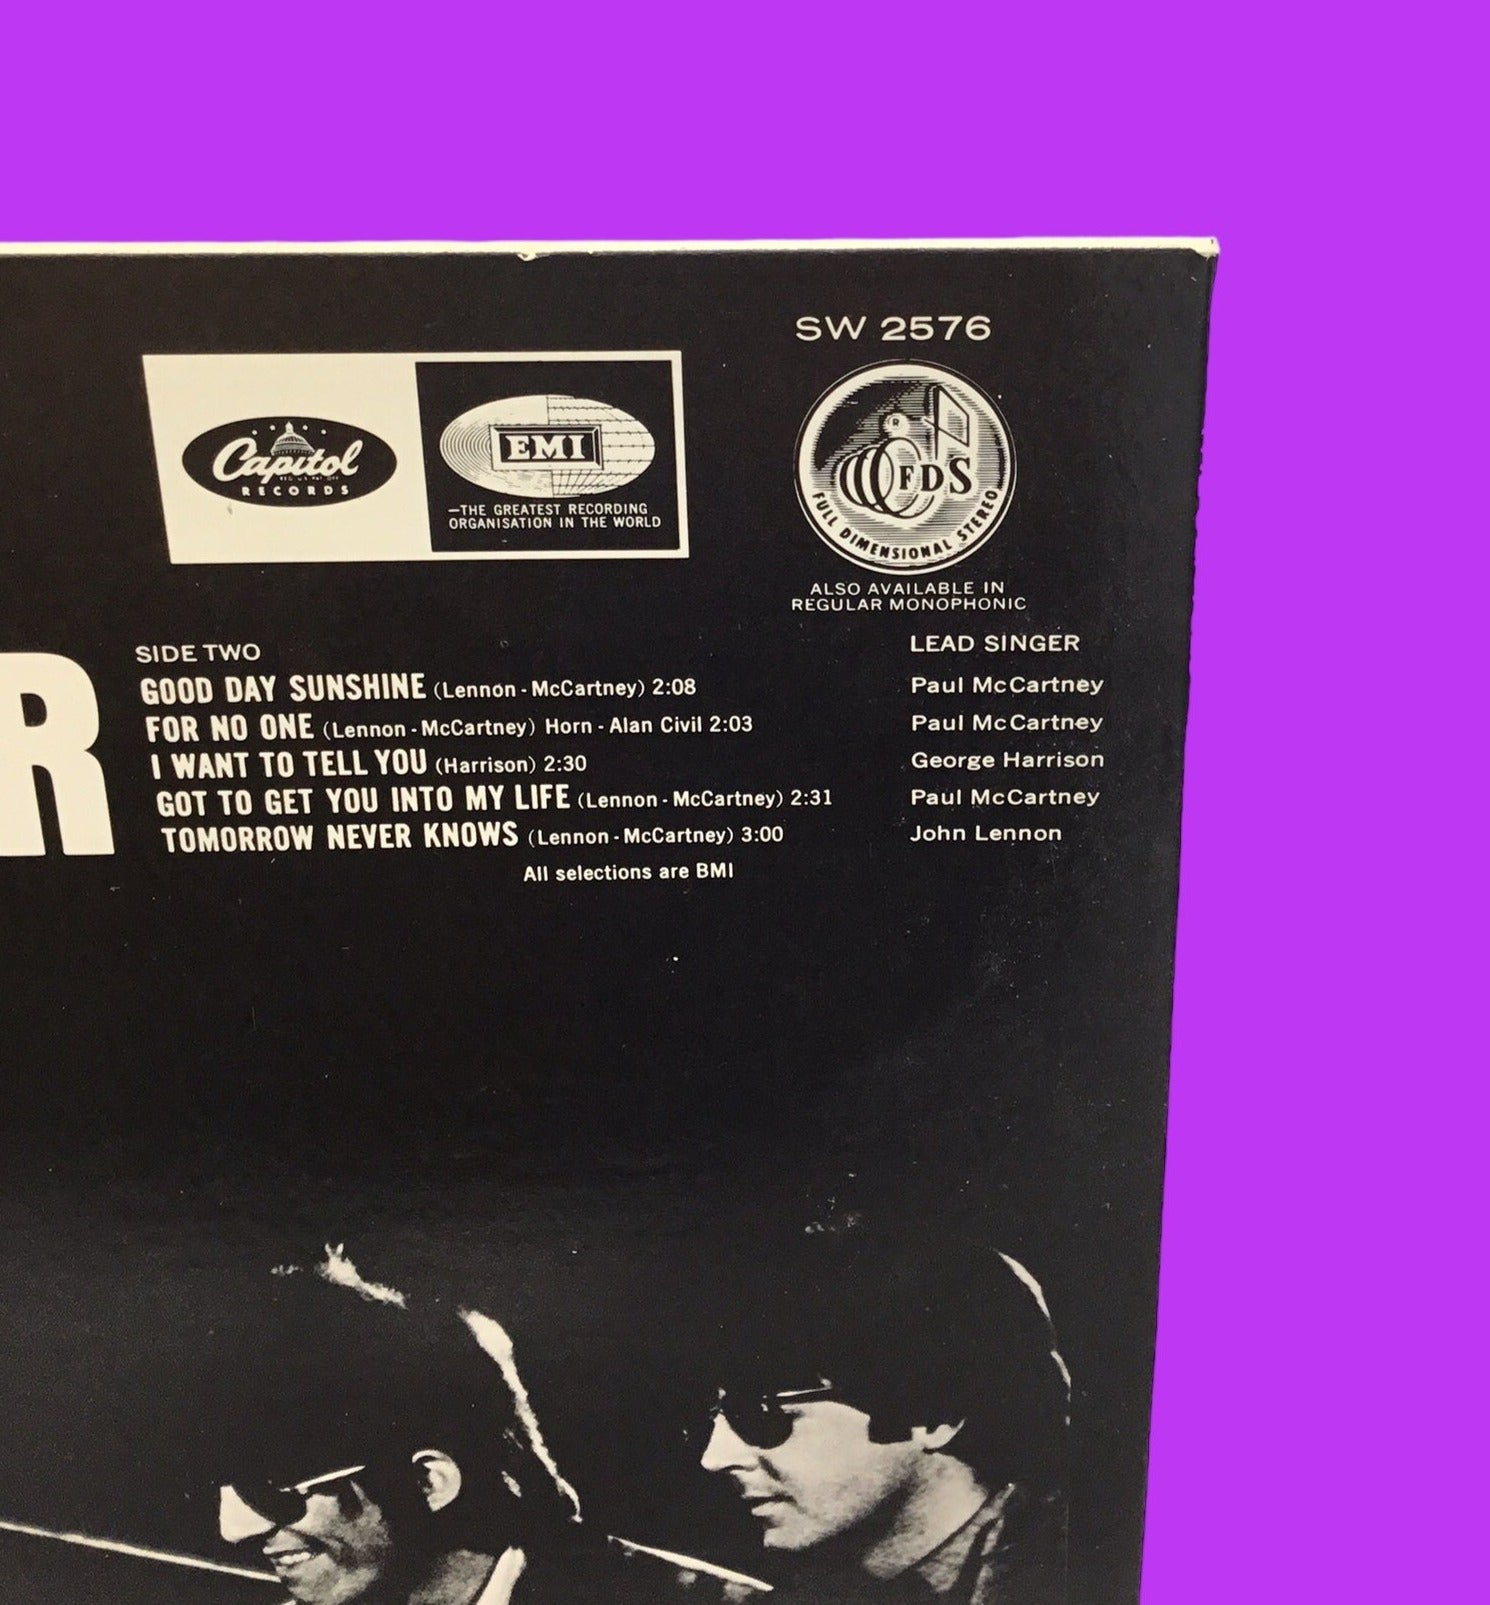 SW 2576
Capitol
RECORDS
EMI
—THE GREATEST RECORDING
ORGANISATION IN THE WORLD
FDS
FULL DIMENSIONAL STEREO
ALSO AVAILABLE IN
REGULAR MONOPHONIC
R
SIDE TWO
LEAD SINGER
GOOD DAY SUNSHINE (Lennon - McCartney) 2:08 Paul McCartney
FOR NO ONE (Lennon - McCartney) Horn - Alan Civil 2:03 Paul McCartney
I WANT TO TELL YOU (Harrison) 2:30 George Harrison
GOT TO GET YOU INTO MY LIFE (Lennon - McCartney) 2:31 Paul McCartney
TOMORROW NEVER KNOWS (Lennon - McCartney) 3:00 John Lennon
All selections are BMI